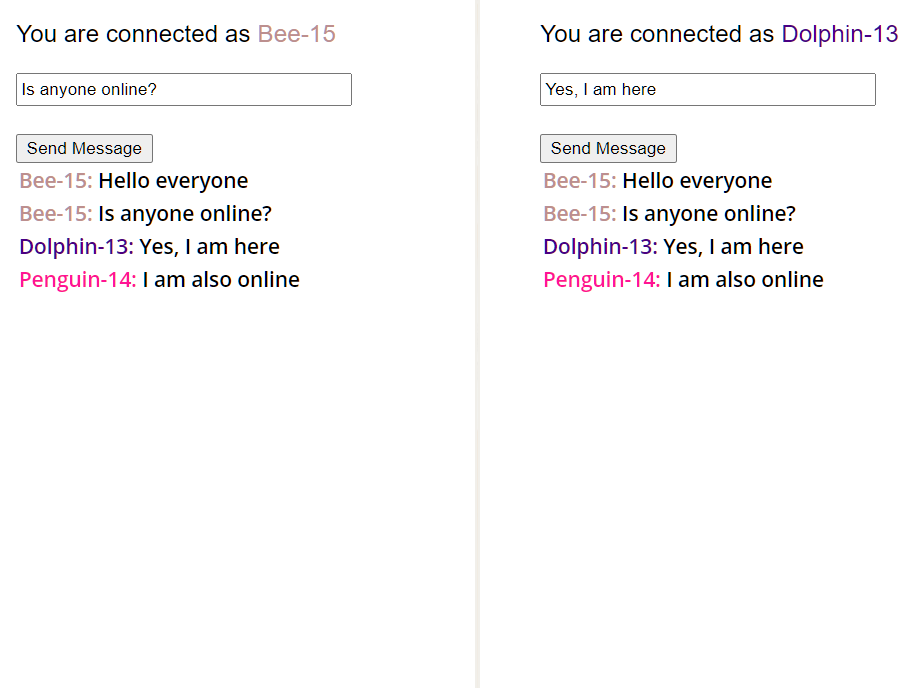 You are connected as Bee-15
Is anyone online?
Send Message
Bee-15: Hello everyone
Bee-15: Is anyone online?
Dolphin-13: Yes, I am here
Penguin-14: I am also online
You are connected as Dolphin-13
Yes, I am here
Send Message
Bee-15: Hello everyone
Bee-15: Is anyone online?
Dolphin-13: Yes, I am here
Penguin-14: I am also online